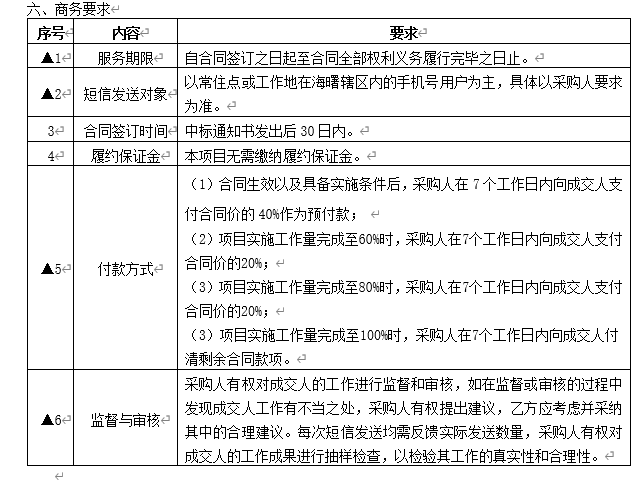 六、商务要求
序号 内容 要求
▲1 服务期限 自合同签订之日起至合同全部权利义务履行完毕之日止。
▲2 短信发送对象 以常住点或工作地在海曙辖区内的手机号用户为主，具体以采购人要求
为准。
3 合同签订时间 中标通知书发出后 30 日内。
4 履约保证金 本项目无需缴纳履约保证金。
▲5 付款方式
（1）合同生效以及具备实施条件后，采购人在 7 个工作日内向成交人支
付合同价的 40%作为预付款；
（2）项目实施工作量完成至60%时，采购人在7个工作日内向成交人支付
合同价的20%；
（3）项目实施工作量完成至80%时，采购人在7个工作日内向成交人支付
合同价的20%；
（3）项目实施工作量完成至100%时，采购人在7个工作日内向成交人付
清剩余合同款项。
▲6 监督与审核
采购人有权对成交人的工作进行监督和审核，如在监督或审核的过程中
发现成交人工作有不当之处，采购人有权提出建议，乙方应考虑并采纳
其中的合理建议。每次短信发送均需反馈实际发送数量，采购人有权对
成交人的工作成果进行抽样检查，以检验其工作的真实性和合理性。